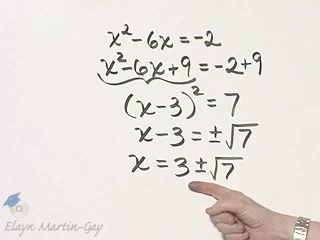 x² - 6x = -2
x² - 6x + 9 = -2 + 9
(x - 3)² = 7
x - 3 = ±√7
x = 3 ± √7
Elayn Martin-Gay